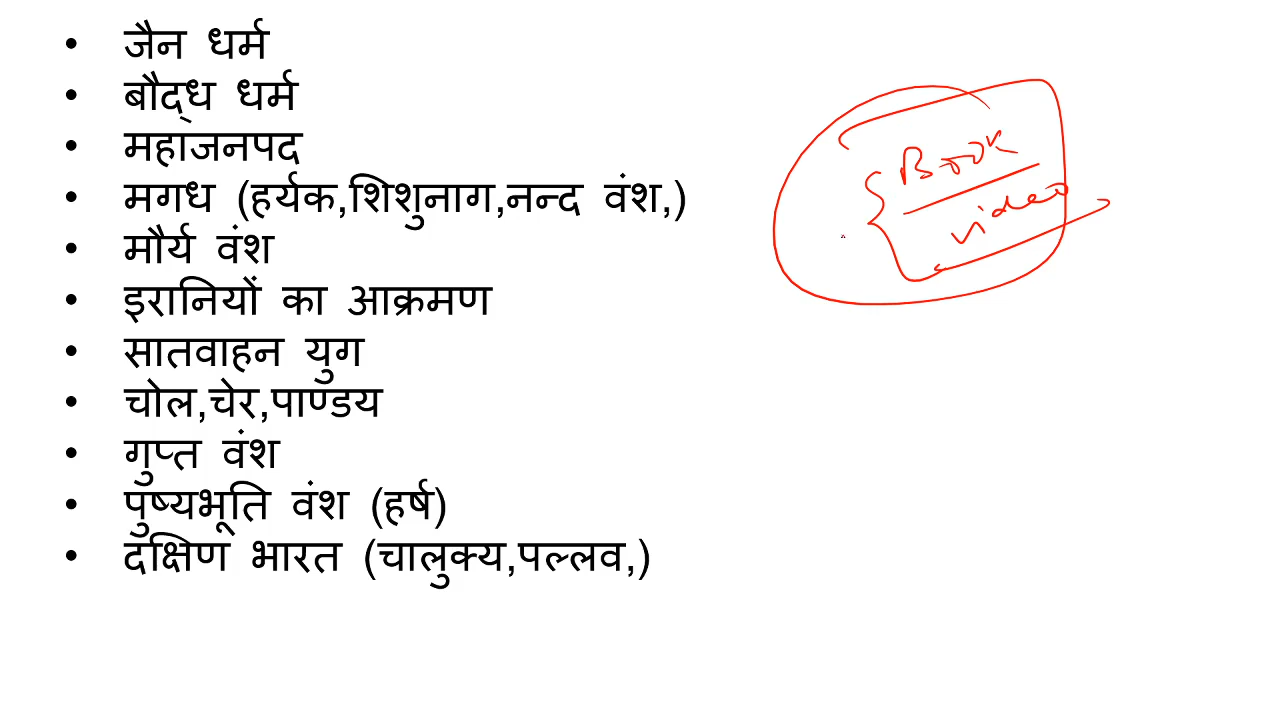 • जैन धर्म
• बौद्ध धर्म
• महाजनपद
• मगध (हर्यक,शिशुनाग,नन्द वंश,)
• मौर्य वंश
• इरानियों का आक्रमण
• सातवाहन युग
• चोल,चेर,पाण्डय
• गुप्त वंश
• पुष्यभूति वंश (हर्ष)
• दक्षिण भारत (चालुक्य,पल्लव,)
Book
video